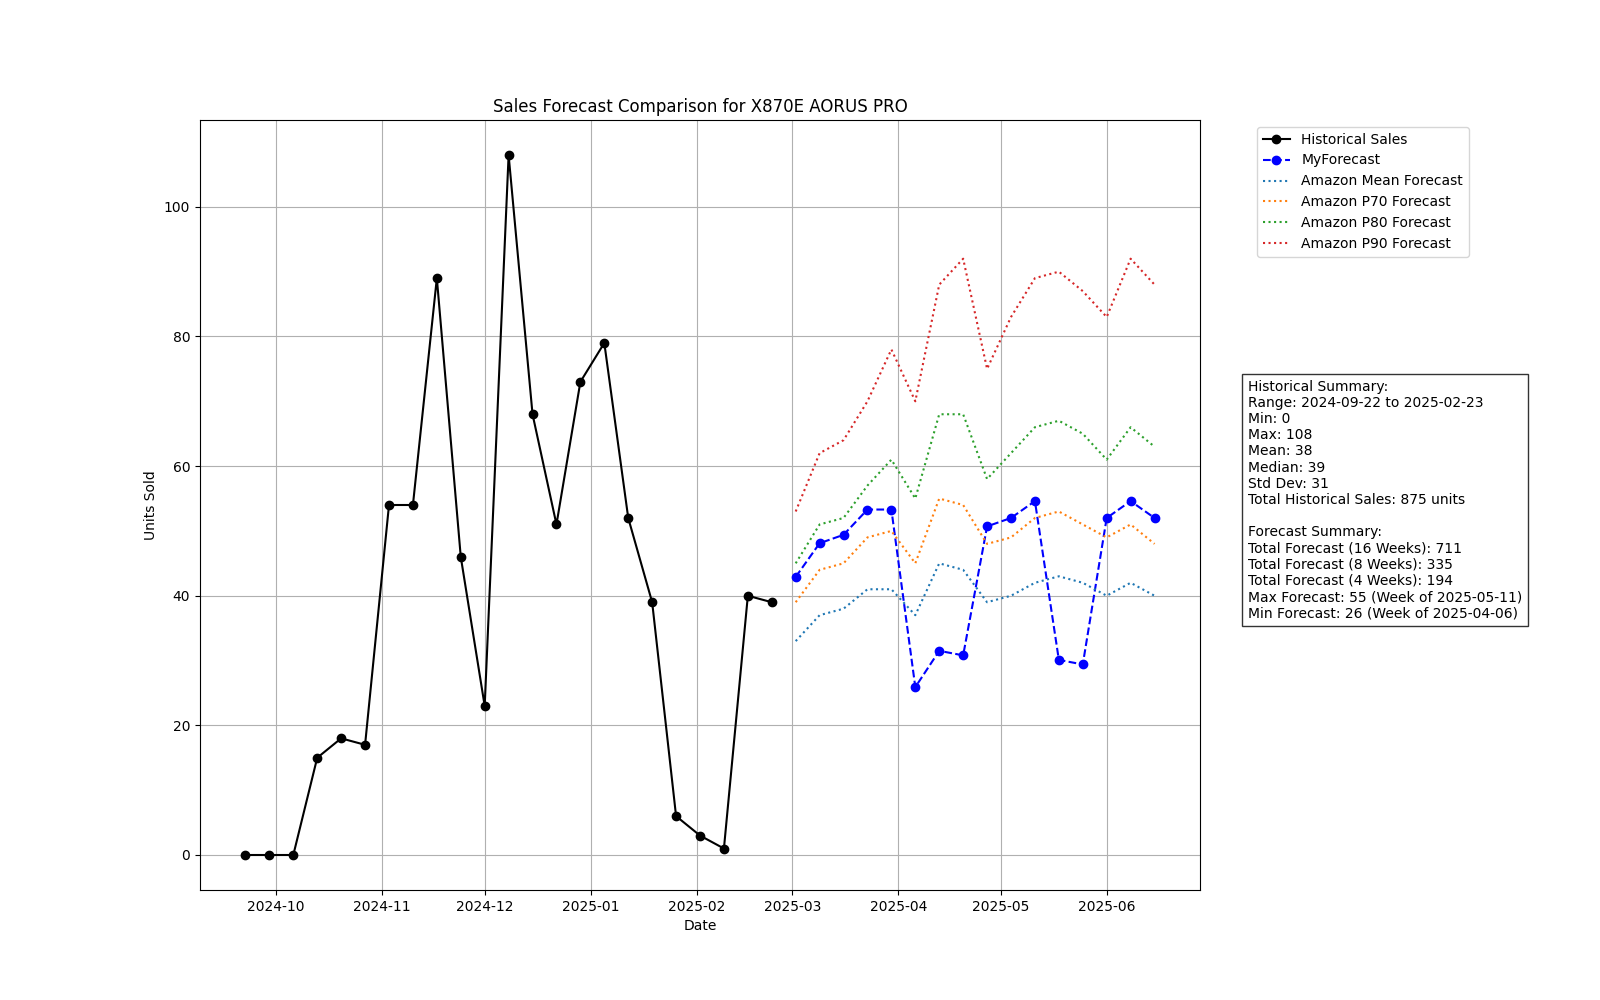 Sales Forecast Comparison for X870E AORUS PRO
Historical Sales
MyForecast
Amazon Mean Forecast
Amazon P70 Forecast
Amazon P80 Forecast
Amazon P90 Forecast
Units Sold
100
80
60
40
20
0
2024-10
2024-11
2024-12
2025-01
2025-02
2025-03
2025-04
2025-05
2025-06
Date
Historical Summary:
Range: 2024-09-22 to 2025-02-23
Min: 0
Max: 108
Mean: 38
Median: 39
Std Dev: 31
Total Historical Sales: 875 units
Forecast Summary:
Total Forecast (16 Weeks): 711
Total Forecast (8 Weeks): 335
Total Forecast (4 Weeks): 194
Max Forecast: 55 (Week of 2025-05-11)
Min Forecast: 26 (Week of 2025-04-06)